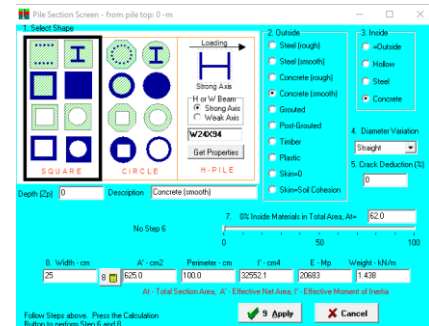 Pile Section Screen - from pile top: 0 -m
1. Select Shape
Loading
Strong Axis
H or W Beam
Strong Axis
Weak Axis
W24X94
Get Properties
SQUARE
CIRCLE
H-PILE
2. Outside
Steel (rough)
Steel (smooth)
Concrete (rough)
Concrete (smooth)
Grouted
Post-Grouted
Timber
Plastic
Skin=0
Skin=Soil Cohesion
3. Inside
=Outside
Hollow
Steel
Concrete
4. Diameter Variation
Straight
5. Crack Deduction (%)
0
Depth (Zp) 0 Description Concrete (smooth)
No Step 6
7. 0% Inside Materials in Total Area, At= 62.0
0 50 100
8. Width - cm A' - cm2 Perimeter - cm I' - cm4 E - Mp Weight - kN/m
25 8 625.0 100.0 32552.1 20683 1.438
At - Total Section Area, A' - Effective Net Area, I' - Effective Moment of Inertia
Follow Steps above. Press the Calculation
Button to perform Step 6 and 8.
9 Apply
Cancel